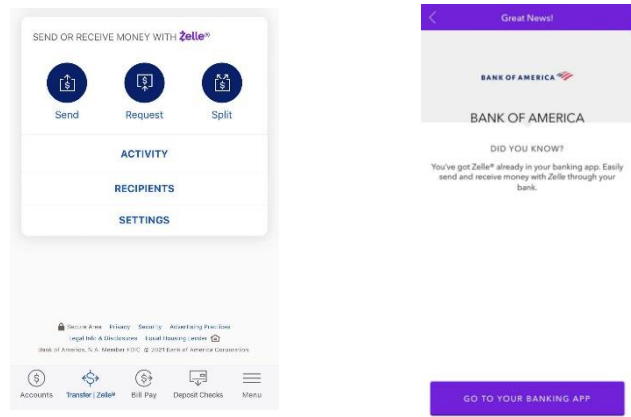 SEND OR RECEIVE MONEY WITH Zelle®
Send Request Split
ACTIVITY
RECIPIENTS
SETTINGS
Secure Area Privacy Security Advertising Practices
Legal Info & Disclosures Equal Housing Lender
Bank of America, N.A. Member FDIC © 2021 Bank of America Corporation
Accounts Transfer | Zelle® Bill Pay Deposit Checks Menu
Great News!
BANK OF AMERICA
BANK OF AMERICA
DID YOU KNOW?
You've got Zelle® already in your banking app. Easily
send and receive money with Zelle through your
bank.
GO TO YOUR BANKING APP